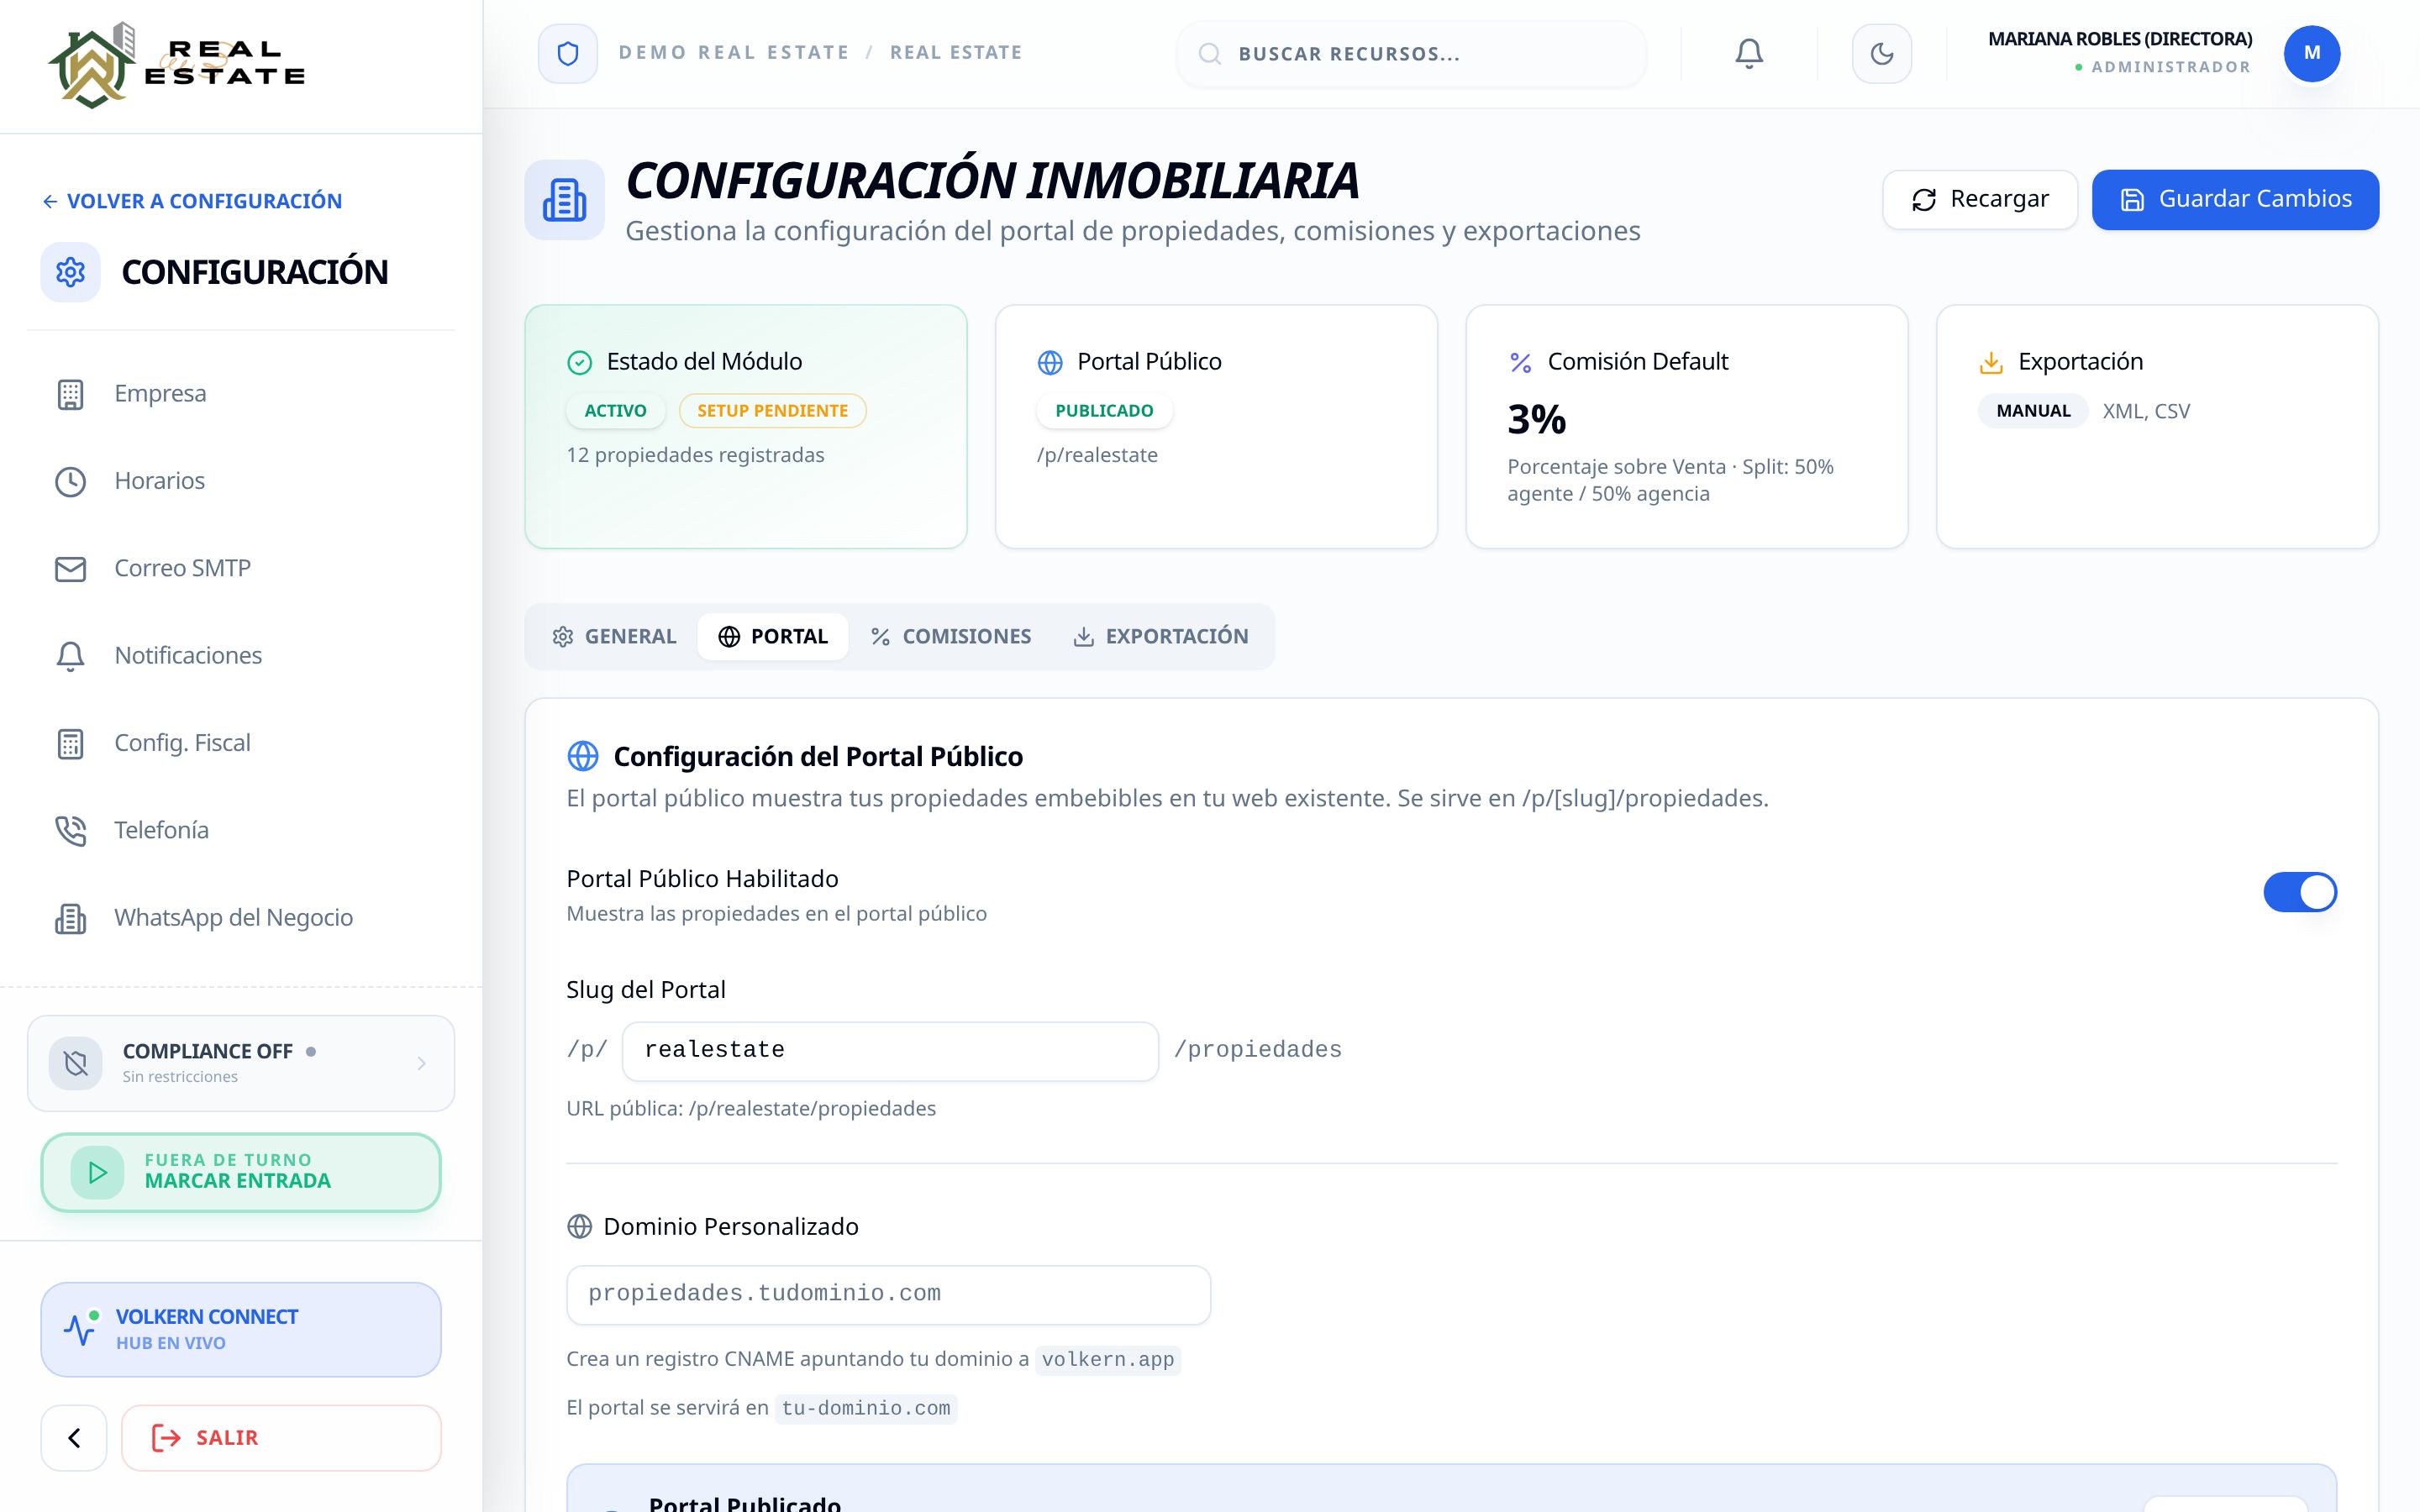 REAL
ESTATE
VOLVER A CONFIGURACIÓN
CONFIGURACIÓN
Empresa
Horarios
Correo SMTP
Notificaciones
Config. Fiscal
Telefonía
WhatsApp del Negocio
COMPLIANCE OFF
Sin restricciones
FUERA DE TURNO
MARCAR ENTRADA
VOLKERN CONNECT
HUB EN VIVO
SALIR
DEMO REAL ESTATE / REAL ESTATE
BUSCAR RECURSOS...
MARIANA ROBLES (DIRECTORA)
ADMINISTRADOR
M
CONFIGURACIÓN INMOBILIARIA
Gestiona la configuración del portal de propiedades, comisiones y exportaciones
Recargar
Guardar Cambios
Estado del Módulo
ACTIVO SETUP PENDIENTE
12 propiedades registradas
Portal Público
PUBLICADO
/p/realestate
Comisión Default
3%
Porcentaje sobre Venta · Split: 50%
agente / 50% agencia
Exportación
MANUAL XML, CSV
GENERAL PORTAL COMISIONES EXPORTACIÓN
Configuración del Portal Público
El portal público muestra tus propiedades embebibles en tu web existente. Se sirve en /p/[slug]/propiedades.
Portal Público Habilitado
Muestra las propiedades en el portal público
Slug del Portal
/p/ realestate /propiedades
URL pública: /p/realestate/propiedades
Dominio Personalizado
propiedades.tudominio.com
Crea un registro CNAME apuntando tu dominio a volkern.app
El portal se servirá en tu-dominio.com
Portal Publicado